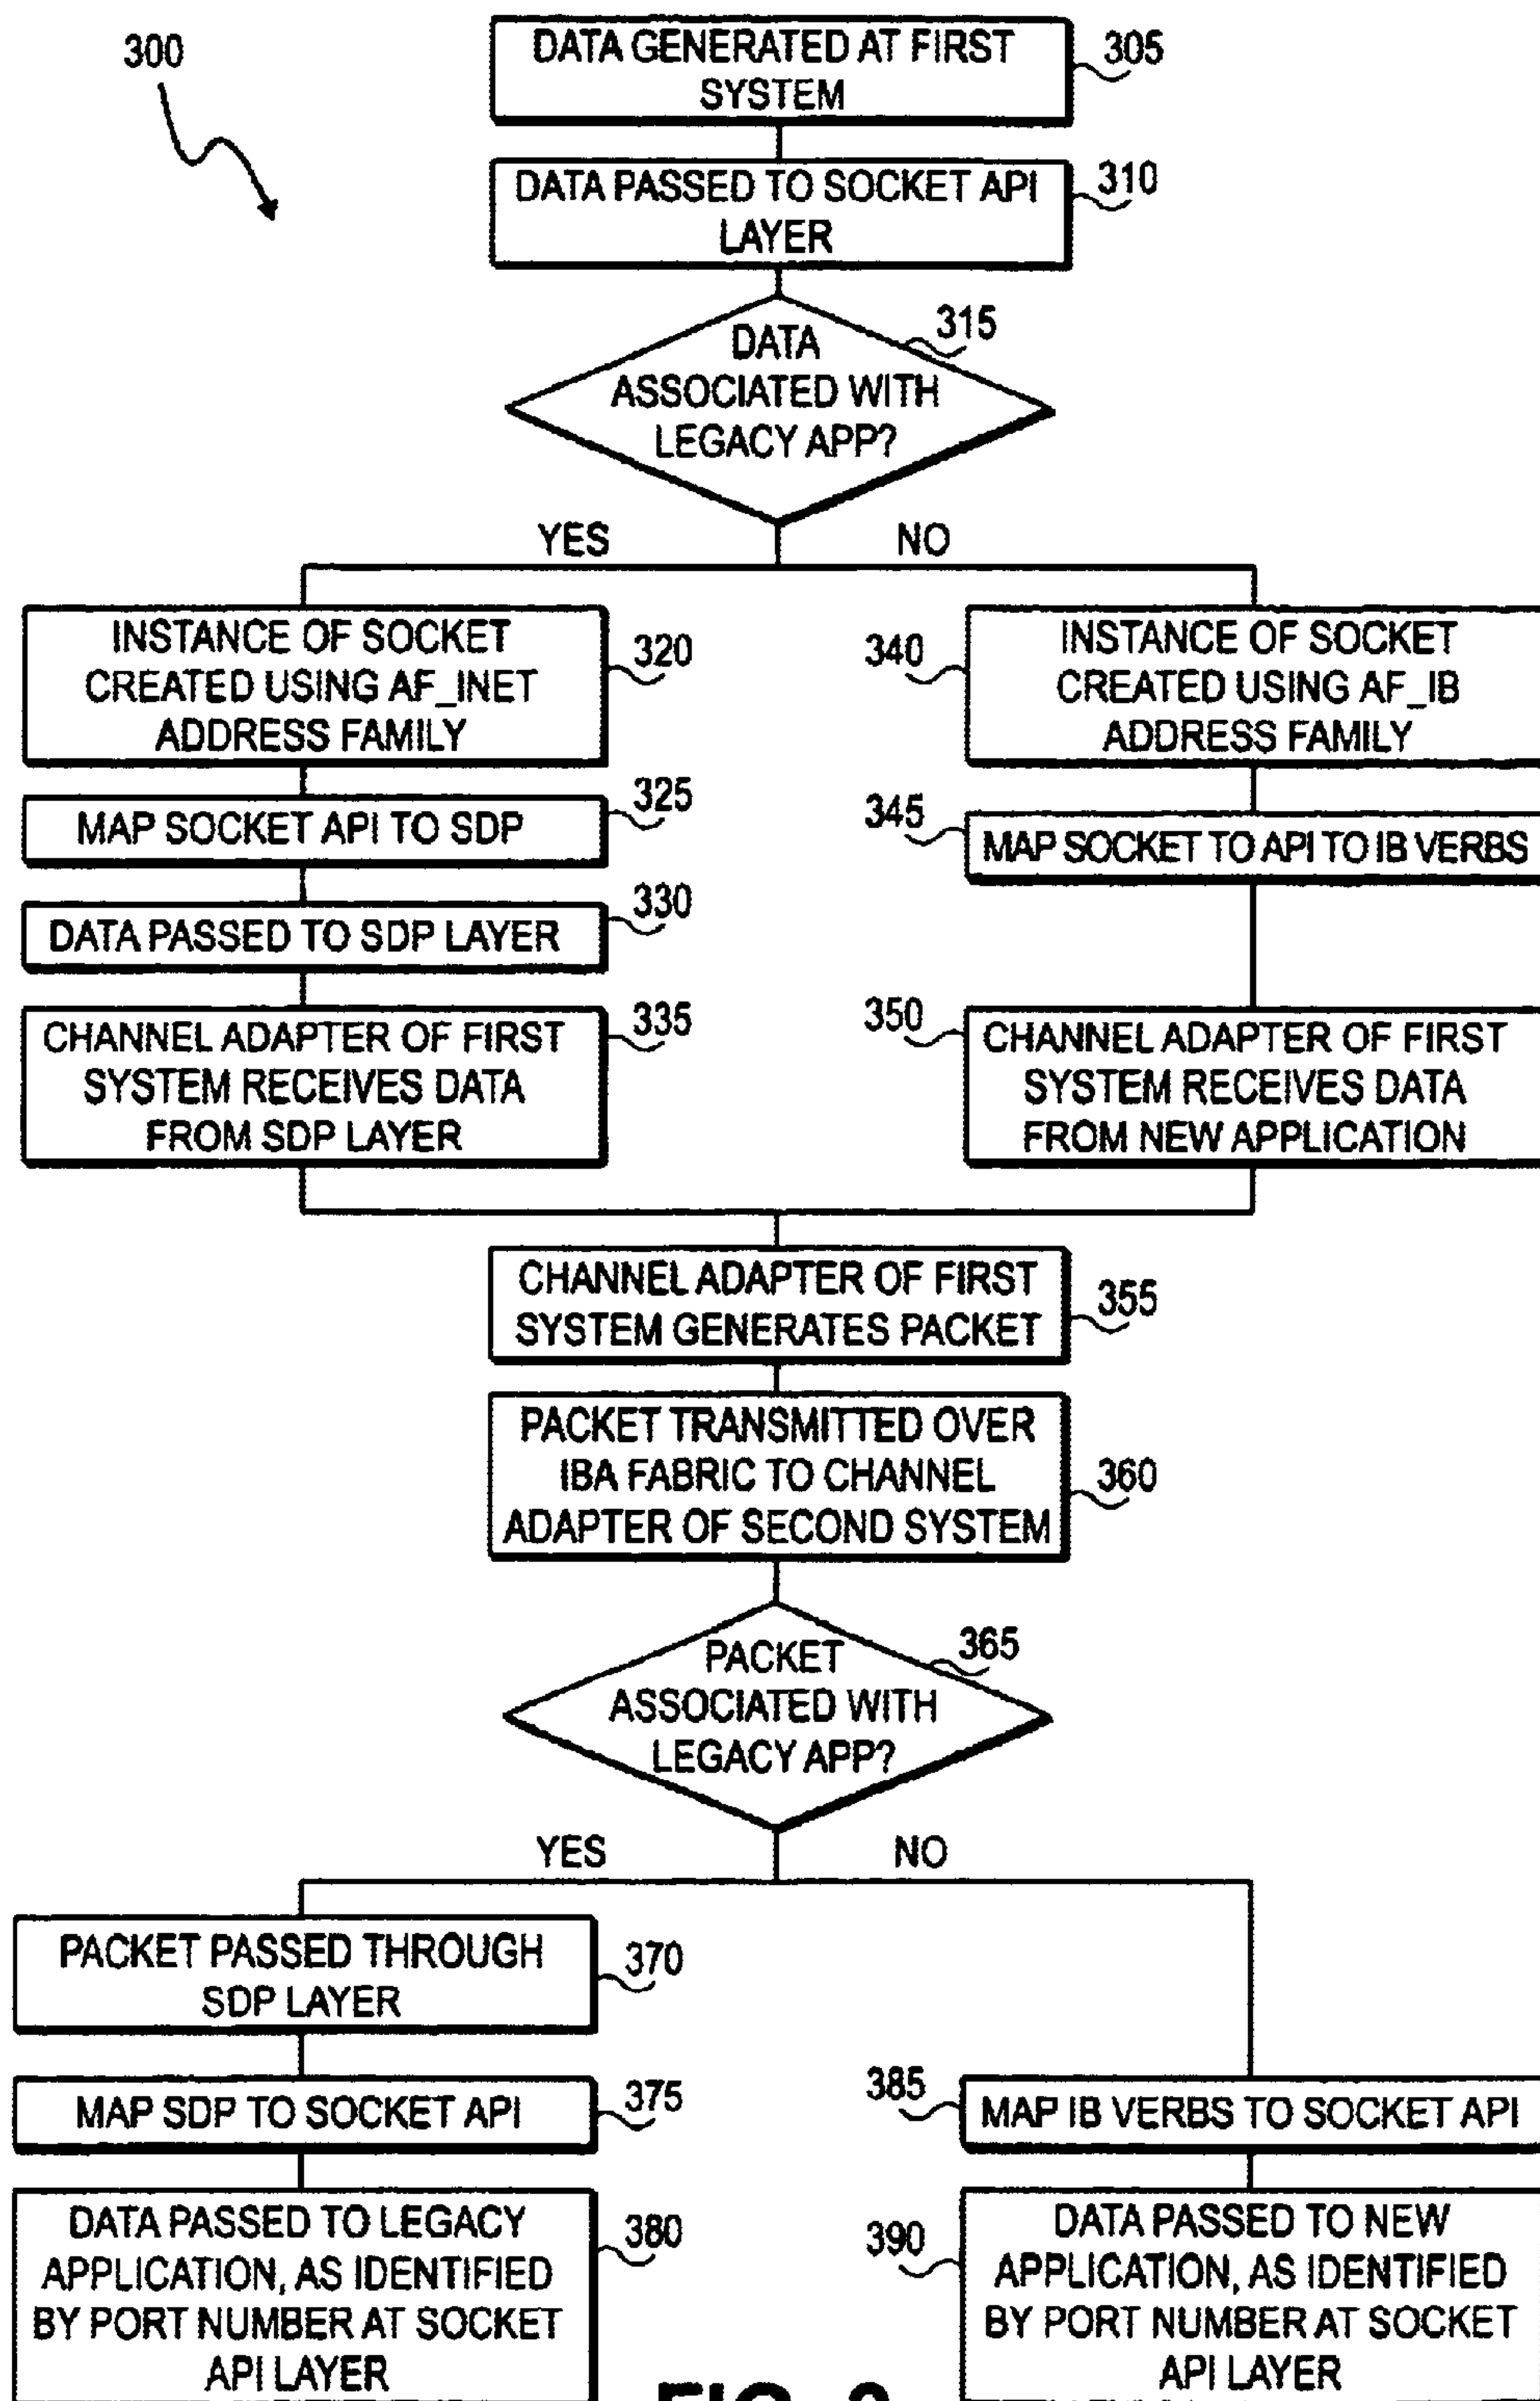 300
DATA GENERATED AT FIRST
SYSTEM
305
DATA PASSED TO SOCKET API
LAYER
310
DATA
ASSOCIATED WITH
LEGACY APP?
315
YES
NO
INSTANCE OF SOCKET
CREATED USING AF_INET
ADDRESS FAMILY
320
MAP SOCKET API TO SDP
325
DATA PASSED TO SDP LAYER
330
CHANNEL ADAPTER OF FIRST
SYSTEM RECEIVES DATA
FROM SDP LAYER
335
340
INSTANCE OF SOCKET
CREATED USING AF_IB
ADDRESS FAMILY
345
MAP SOCKET TO API TO IB VERBS
350
CHANNEL ADAPTER OF FIRST
SYSTEM RECEIVES DATA
FROM NEW APPLICATION
CHANNEL ADAPTER OF FIRST
SYSTEM GENERATES PACKET
355
PACKET TRANSMITTED OVER
IBA FABRIC TO CHANNEL
ADAPTER OF SECOND SYSTEM
360
PACKET
ASSOCIATED WITH
LEGACY APP?
365
YES
NO
PACKET PASSED THROUGH
SDP LAYER
370
MAP SDP TO SOCKET API
375
DATA PASSED TO LEGACY
APPLICATION, AS IDENTIFIED
BY PORT NUMBER AT SOCKET
API LAYER
380
385
MAP IB VERBS TO SOCKET API
390
DATA PASSED TO NEW
APPLICATION, AS IDENTIFIED
BY PORT NUMBER AT SOCKET
API LAYER
FIG.